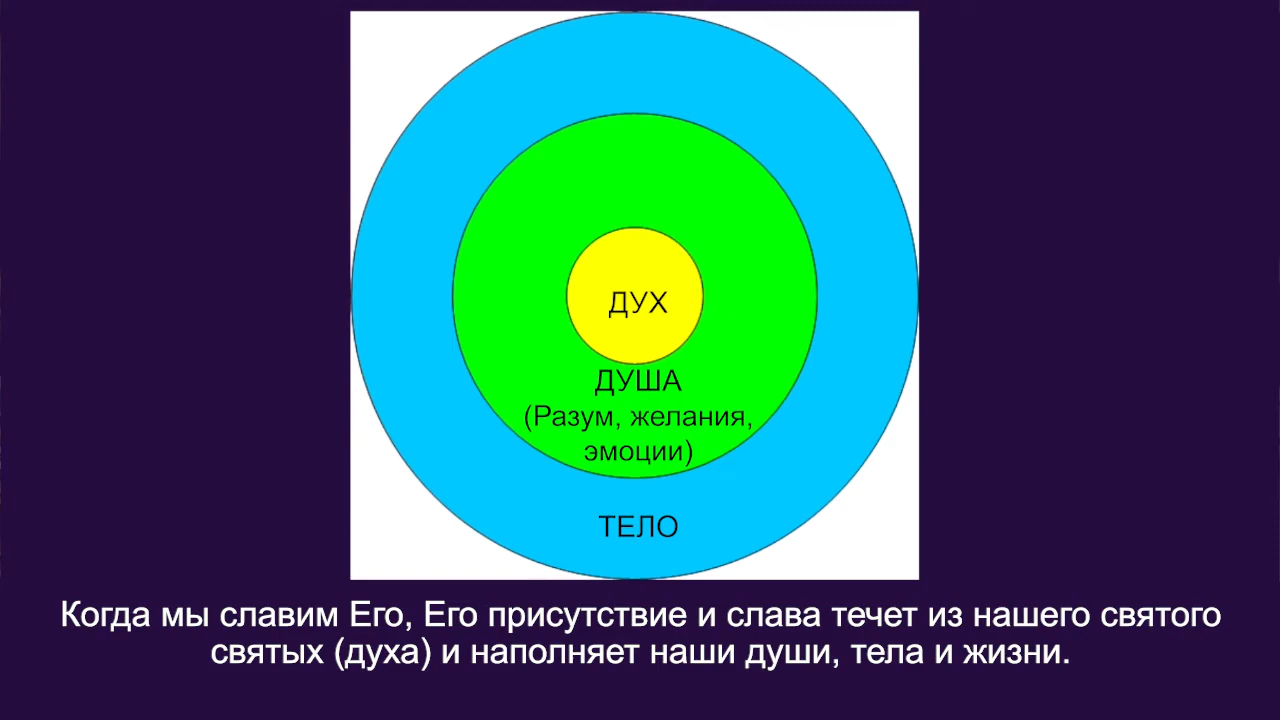 ДУХ
ДУША
(Разум, желания,
эмоции)
ТЕЛО
Когда мы славим Его, Его присутствие и слава течет из нашего святого
святых (духа) и наполняет наши души, тела и жизни.